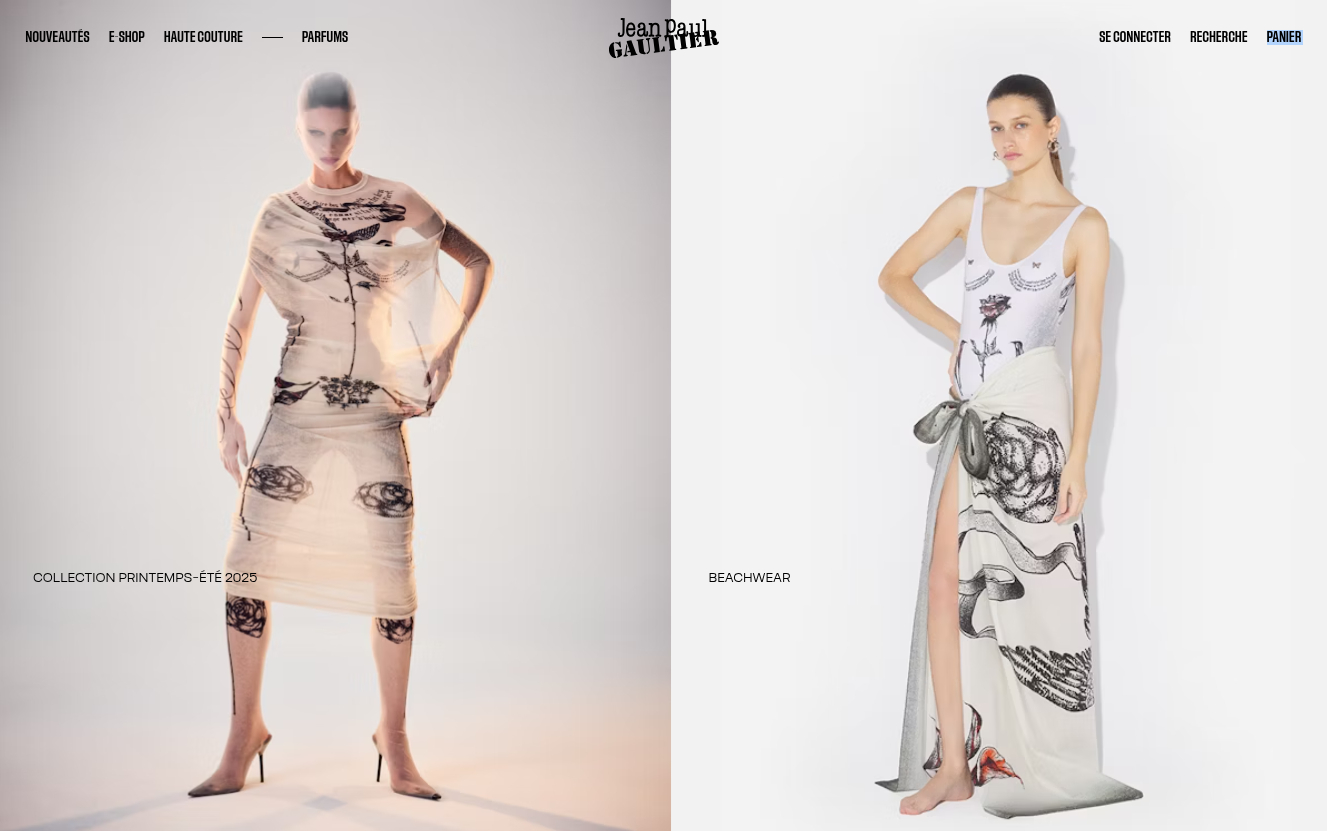 NOUVEAUTÉS
E-SHOP
HAUTE COUTURE
PARFUMS
Jean Paul
GAULTIER
SE CONNECTER
RECHERCHE
PANIER
COLLECTION PRINTEMPS-ÉTÉ 2025
BEACHWEAR